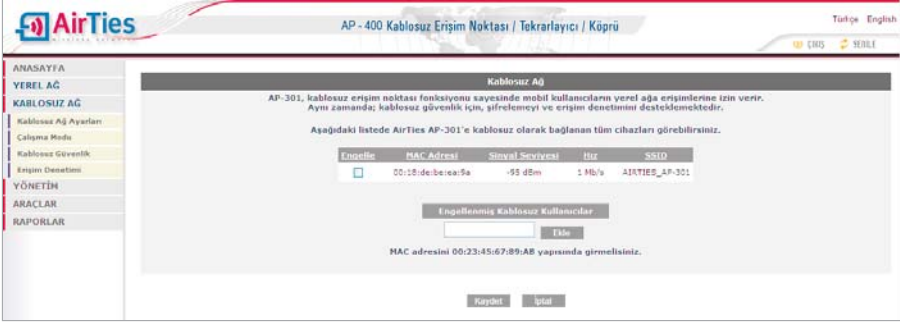 AirTies
AP - 400 Kablosuz Erişim Noktası / Tekrarlayıcı / Köprü
Türkçe English
ÇIKIŞ YENİLE
ANASAYFA
YEREL AĞ
KABLOSUZ AĞ
Kablosuz Ağ Ayarları
Çalışma Modu
Kablosuz Güvenlik
Erişim Denetimi
YÖNETİM
ARAÇLAR
RAPORLAR
Kablosuz Ağ
AP-301, kablosuz erişim noktası fonksiyonu sayesinde mobil kullanıcıların yerel ağa erişimlerine izin verir.
Aynı zamanda; kablosuz güvenlik için, şifrelemeyi ve erişim denetimini desteklemektedir.
Aşağıdaki listede AirTies AP-301'e kablosuz olarak bağlanan tüm cihazları görebilirsiniz.
Engelle MAC Adresi Sinyal Seviyesi Hız SSID
00:18:de:be:ea:9a dBm 1 Mb/s AIRTIES_AP-301
Engellenmiş Kablosuz Kullanıcılar
Ekle
MAC adresini 00:23:45:67:89:AB yapısında girmelisiniz.
Kaydet İptal